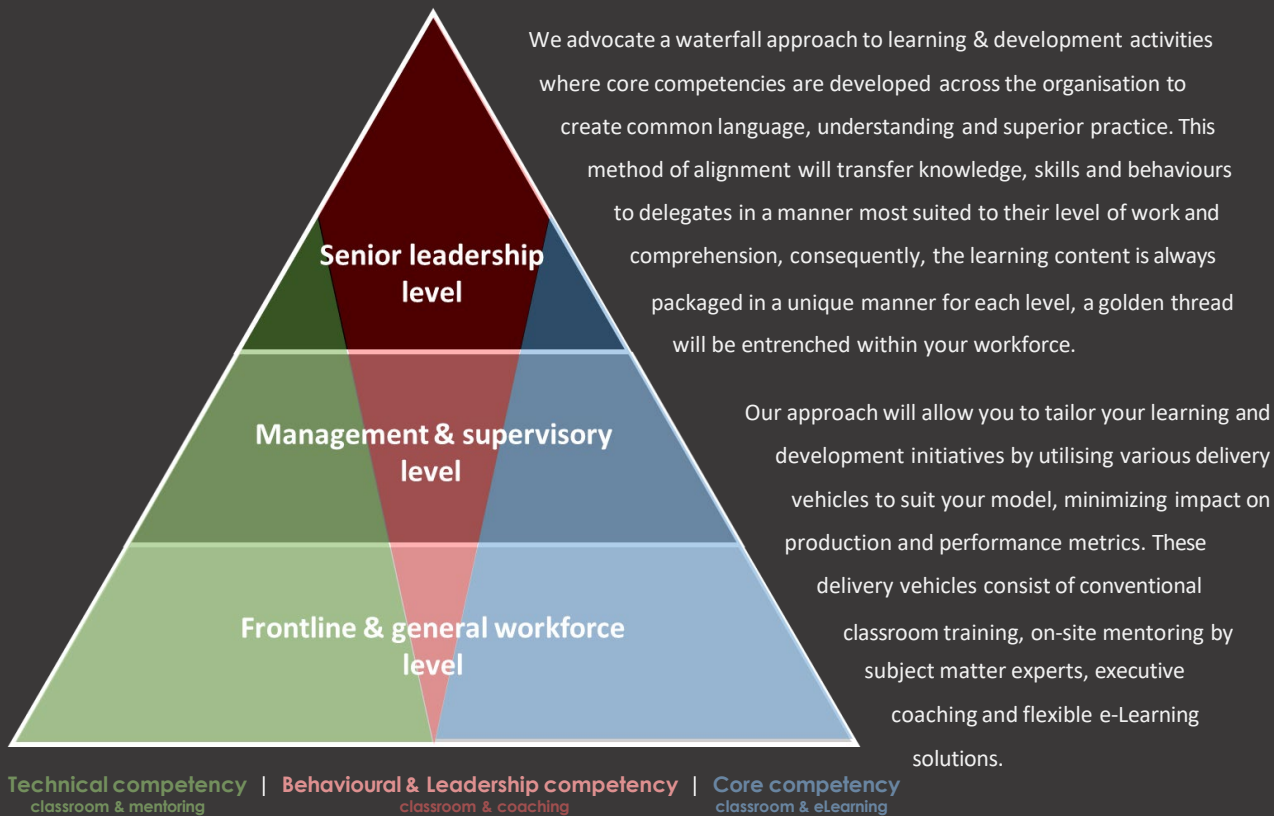 We advocate a waterfall approach to learning & development activities
where core competencies are developed across the organisation to
create common language, understanding and superior practice. This
method of alignment will transfer knowledge, skills and behaviours
to delegates in a manner most suited to their level of work and
comprehension, consequently, the learning content is always
packaged in a unique manner for each level, a golden thread
will be entrenched within your workforce.
Senior leadership
level
Management & supervisory
level
Frontline & general workforce
level
Our approach will allow you to tailor your learning and
development initiatives by utilising various delivery
vehicles to suit your model, minimizing impact on
production and performance metrics. These
delivery vehicles consist of conventional
classroom training, on-site mentoring by
subject matter experts, executive
coaching and flexible e-Learning
solutions.
Technical competency | Behavioural & Leadership competency | Core competency
classroom & mentoring classroom & coaching classroom & eLearning